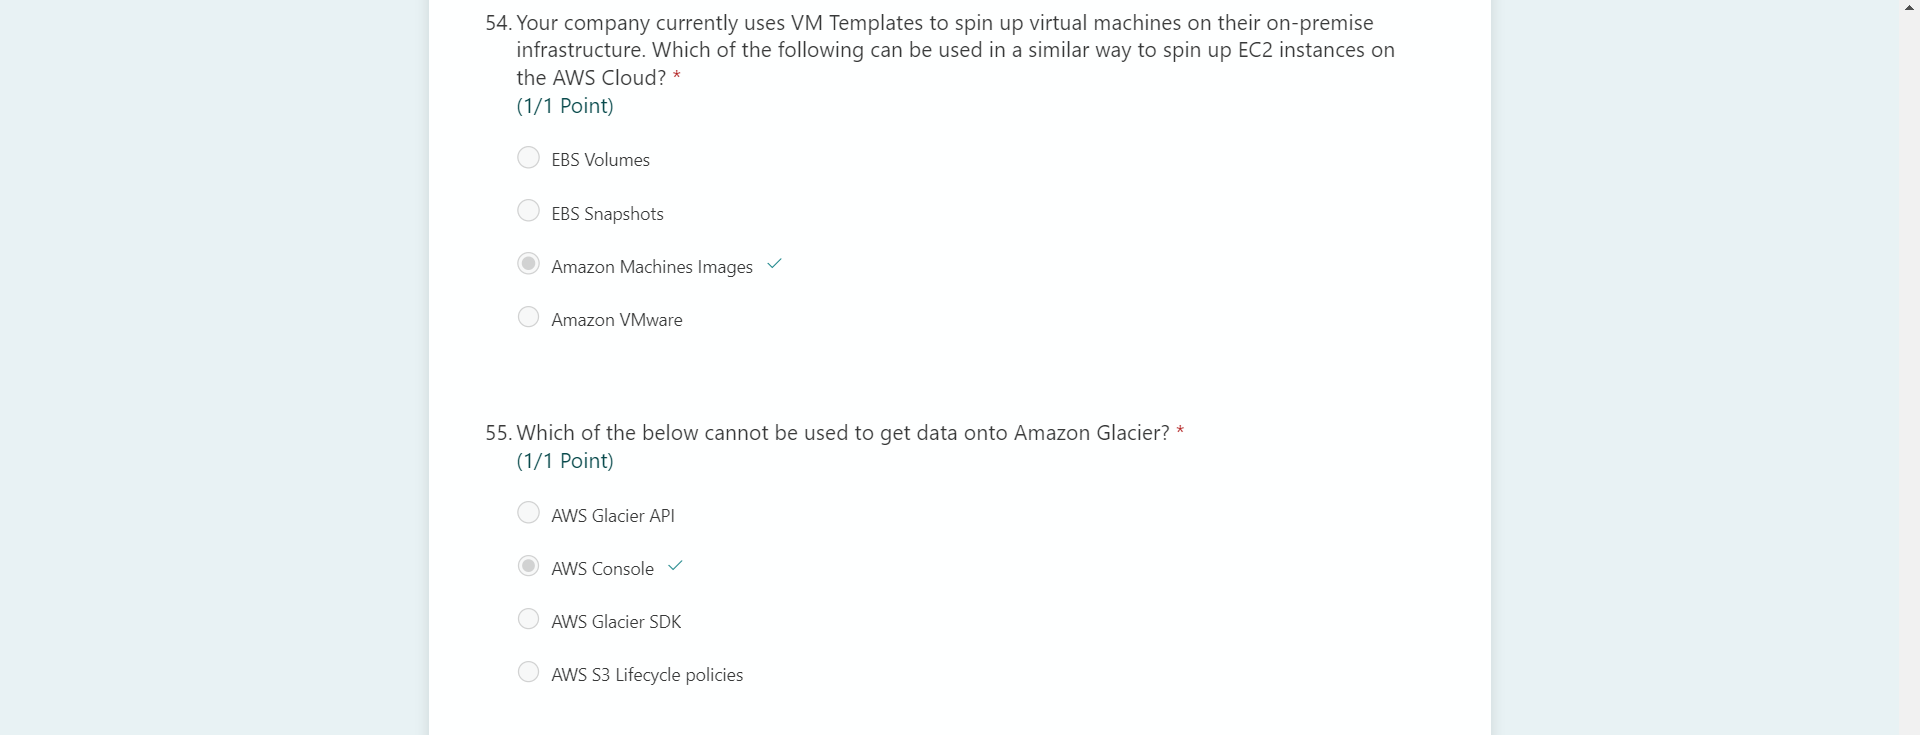 54. Your company currently uses VM Templates to spin up virtual machines on their on-premise
infrastructure. Which of the following can be used in a similar way to spin up EC2 instances on
the AWS Cloud? *
(1/1 Point)
EBS Volumes
EBS Snapshots
Amazon Machines Images
Amazon VMware
55. Which of the below cannot be used to get data onto Amazon Glacier? *
(1/1 Point)
AWS Glacier API
AWS Console
AWS Glacier SDK
AWS S3 Lifecycle policies